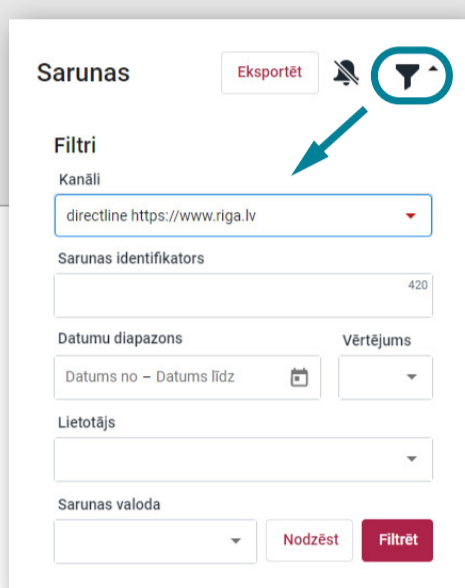 Sarunas
Eksportēt
Filtri
Kanāli
directline https://www.riga.lv
Sarunas identifikators
420
Datumu diapazons
Vērtējums
Datums no – Datums līdz
Lietotājs
Sarunas valoda
Nodzēst
Filtrēt